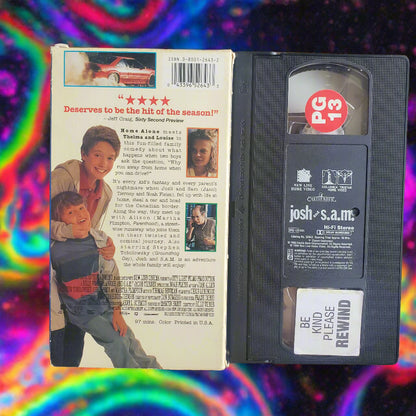 ISBN 0-8001-2643-2
" ★★★★
Deserves to be the hit of the season!"
- Jeff Craig, Sixty Second Preview
Home Alone meets
Thelma and Louise in
this fun-filled family
comedy about what
happens when two boys
ask the question, "Why
run away from home when
you can drive?"
It's every kid's fantasy and every parent's
nightmare when Josh and Sam (Jacob
Tierney and Noah Fleiss), fed up with life at
home, steal a car and head
for the Canadian border.
Along the way, they meet up
with Alison (Martha
Plimpton, Parenthood), a street-
wise runaway who joins them
on their twisted and
comical journey. Also
starring Stephen
Tobolowsky (Groundhog
Day), Josh and S.A.M. is an adventure
the whole family will enjoy!
97 mins. Color Printed in U.S.A.
PG
13
NEW LINE
HOME VIDEO
COLUMBIA TRISTAR
HOME VIDEO
josh and s.a.m.
Hi-Fi Stereo
BE
KIND
PLEASE
REWIND